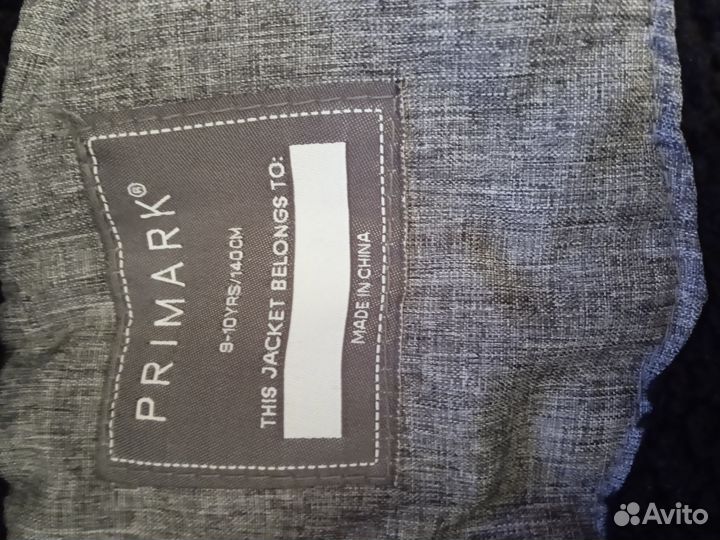 PRIMARK®
9-10YRS/140CM
THIS JACKET BELONGS TO:
MADE IN CHINA
Avito